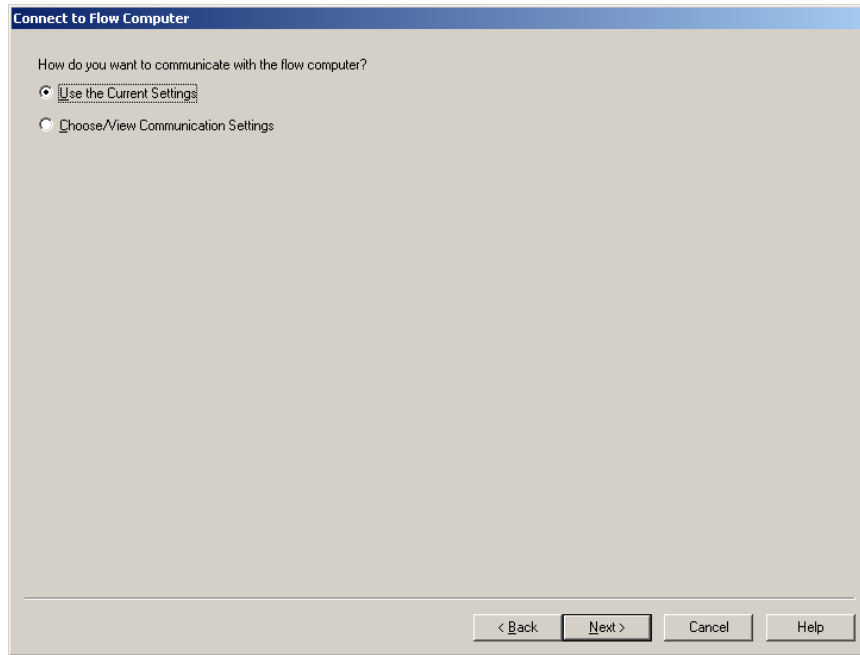 Connect to Flow Computer
How do you want to communicate with the flow computer?
Use the Current Settings
Choose/View Communication Settings
< Back Next > Cancel Help